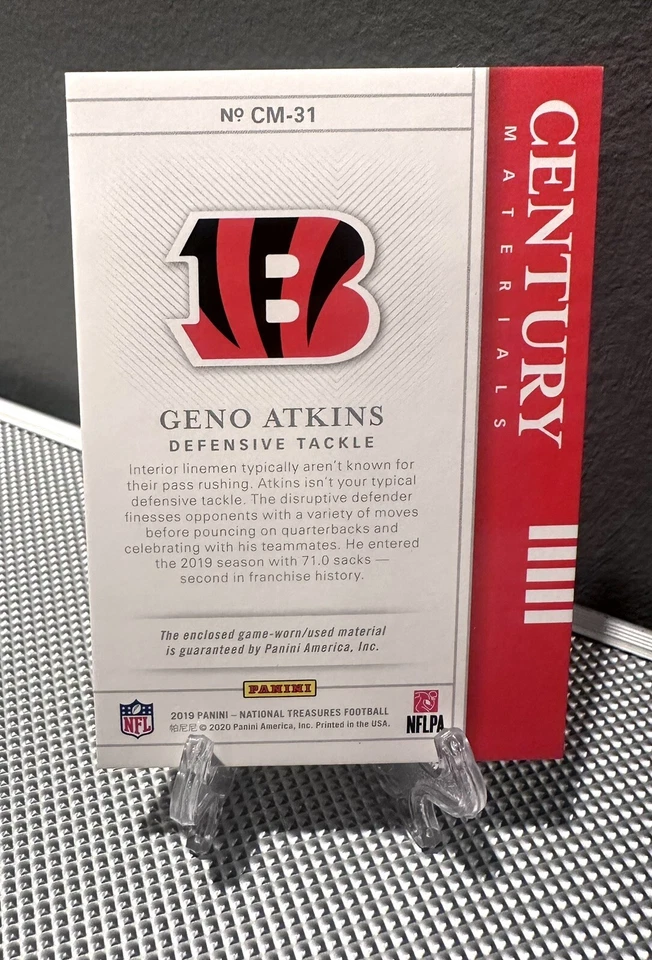 Nº CM-31
GENO ATKINS
DEFENSIVE TACKLE
Interior linemen typically aren't known for
their pass rushing. Atkins isn't your typical
defensive tackle. The disruptive defender
finesses opponents with a variety of moves
before pouncing on quarterbacks and
celebrating with his teammates. He entered
the 2019 season with 71.0 sacks —
second in franchise history.
The enclosed game-worn/used material
is guaranteed by Panini America, Inc.
PANINI
NFL
2019 PANINI – NATIONAL TREASURES FOOTBALL
帕尼尼 © 2020 Panini America, Inc. Printed in the USA.
NFLPA
CENTURY
MATERIALS